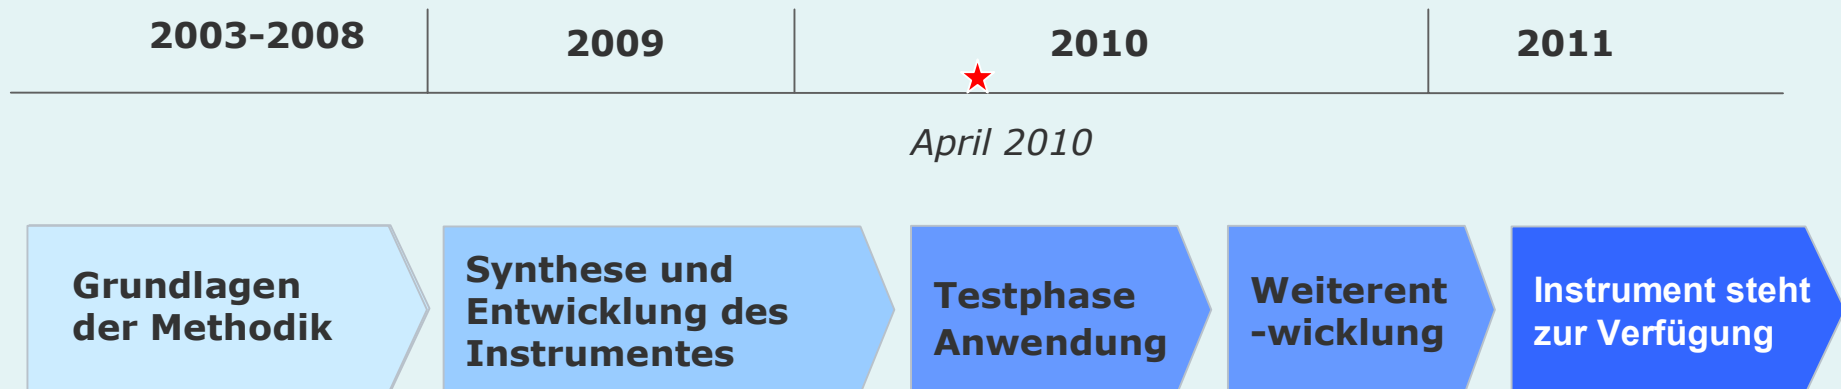 2003-2008
2009
2010
2011
April 2010
Grundlagen
der Methodik
Synthese und
Entwicklung des
Instrumentes
Testphase
Anwendung
Weiterent
-wicklung
Instrument steht
zur Verfügung